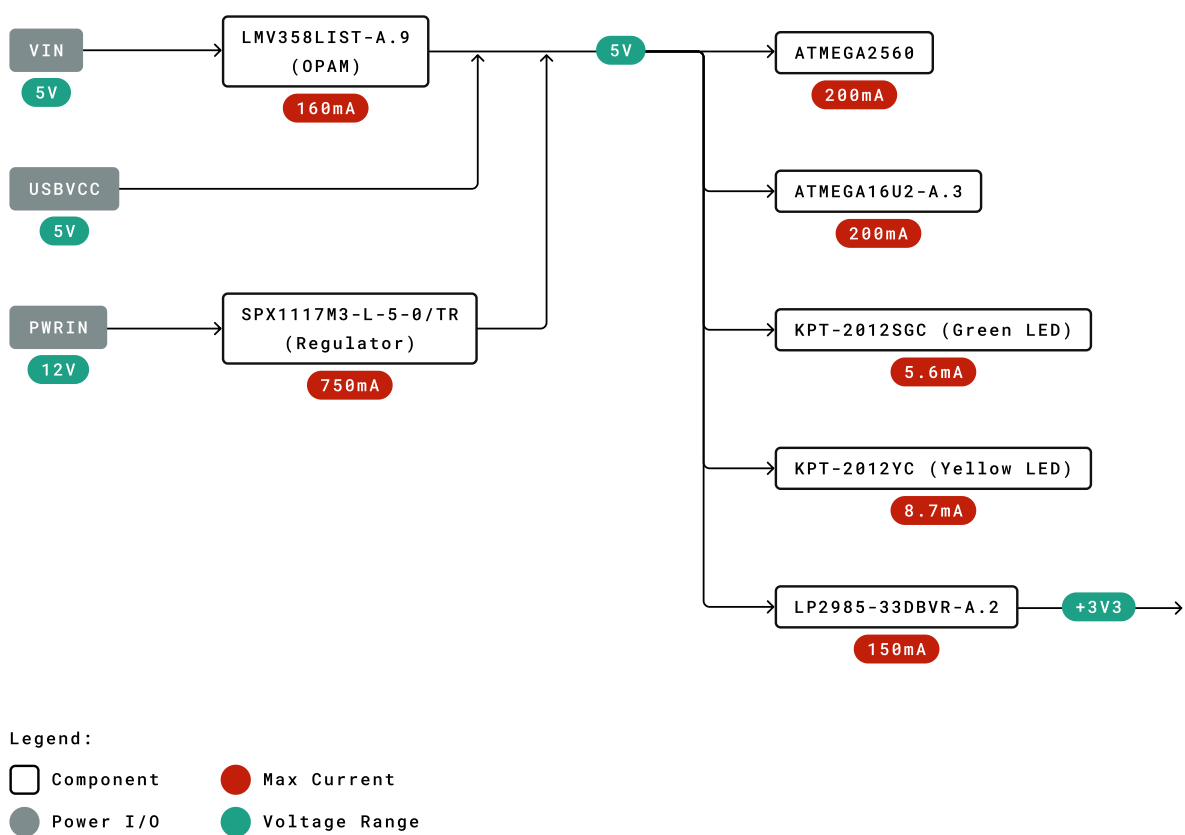 VIN
5V
LMV358LIST-A.9
(OPAM)
160mA
5V
ATMEGA2560
200mA
USBVCC
5V
ATMEGA16U2-A.3
200mA
PWRIN
12V
SPX1117M3-L-5-0/TR
(Regulator)
750mA
KPT-2012SGC (Green LED)
5.6mA
KPT-2012YC (Yellow LED)
8.7mA
LP2985-33DBVR-A.2
150mA
+3V3
Legend:
Component
Max Current
Power I/O
Voltage Range